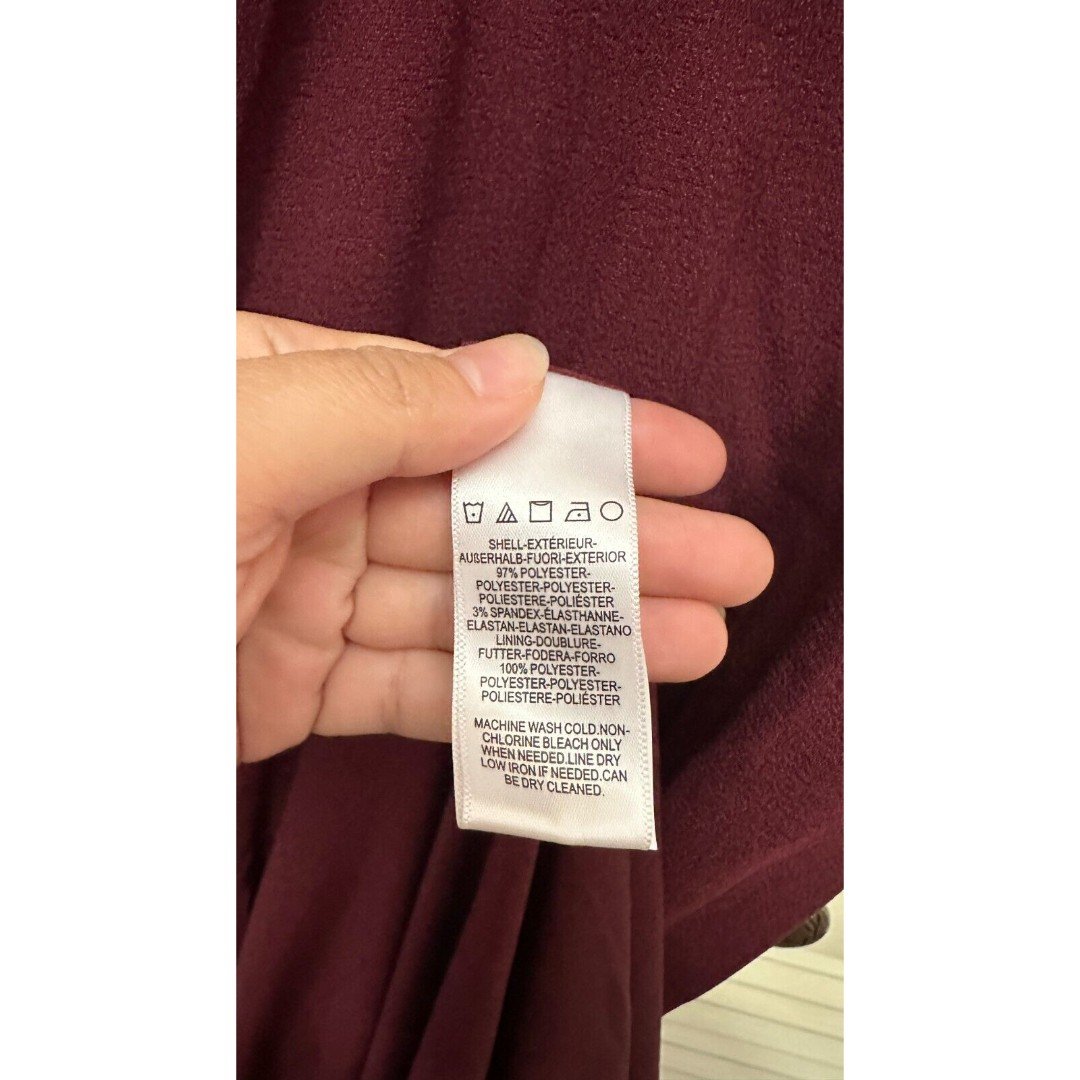 SHELL-EXTÉRIEUR-
AUßERHALB-FUORI-EXTERIOR
97% POLYESTER-
POLYESTER-POLYESTER-
POLIESTERE-POLIÉSTER
3% SPANDEX-ÉLASTHANNE-
ELASTAN-ELASTAN-ELASTANO
LINING-DOUBLURE-
FUTTER-FODERA-FORRO
100% POLYESTER-
POLYESTER-POLYESTER-
POLIESTERE-POLIÉSTER
MACHINE WASH COLD.NON-
CHLORINE BLEACH ONLY
WHEN NEEDED.LINE DRY
LOW IRON IF NEEDED.CAN
BE DRY CLEANED.